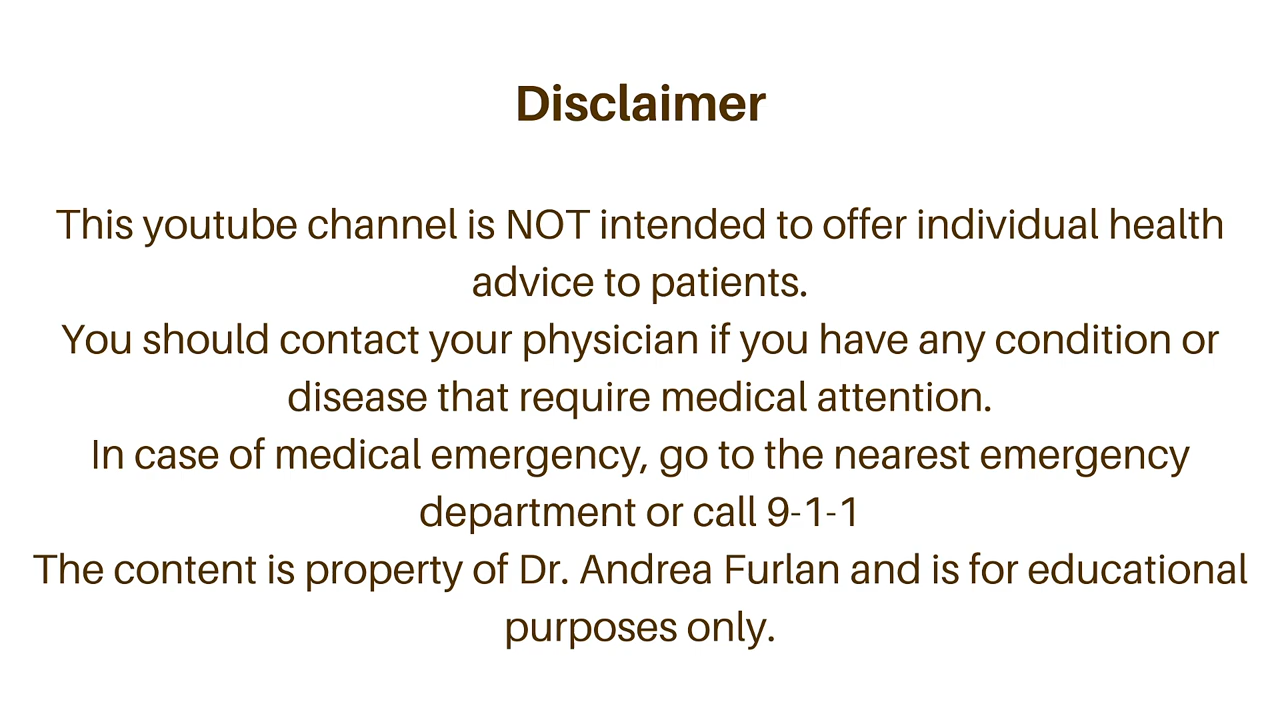 Disclaimer
This youtube channel is NOT intended to offer individual health
advice to patients.
You should contact your physician if you have any condition or
disease that require medical attention.
In case of medical emergency, go to the nearest emergency
department or call 9-1-1
The content is property of Dr. Andrea Furlan and is for educational
purposes only.